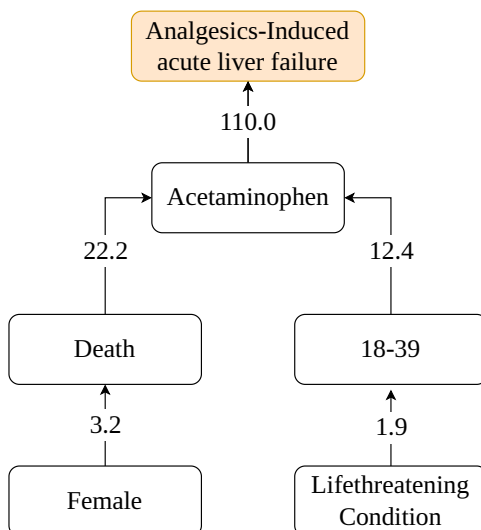 Analgesics-Induced
acute liver failure
110.0
Acetaminophen
22.2
12.4
Death
18-39
3.2
1.9
Female
Lifethreatening
Condition